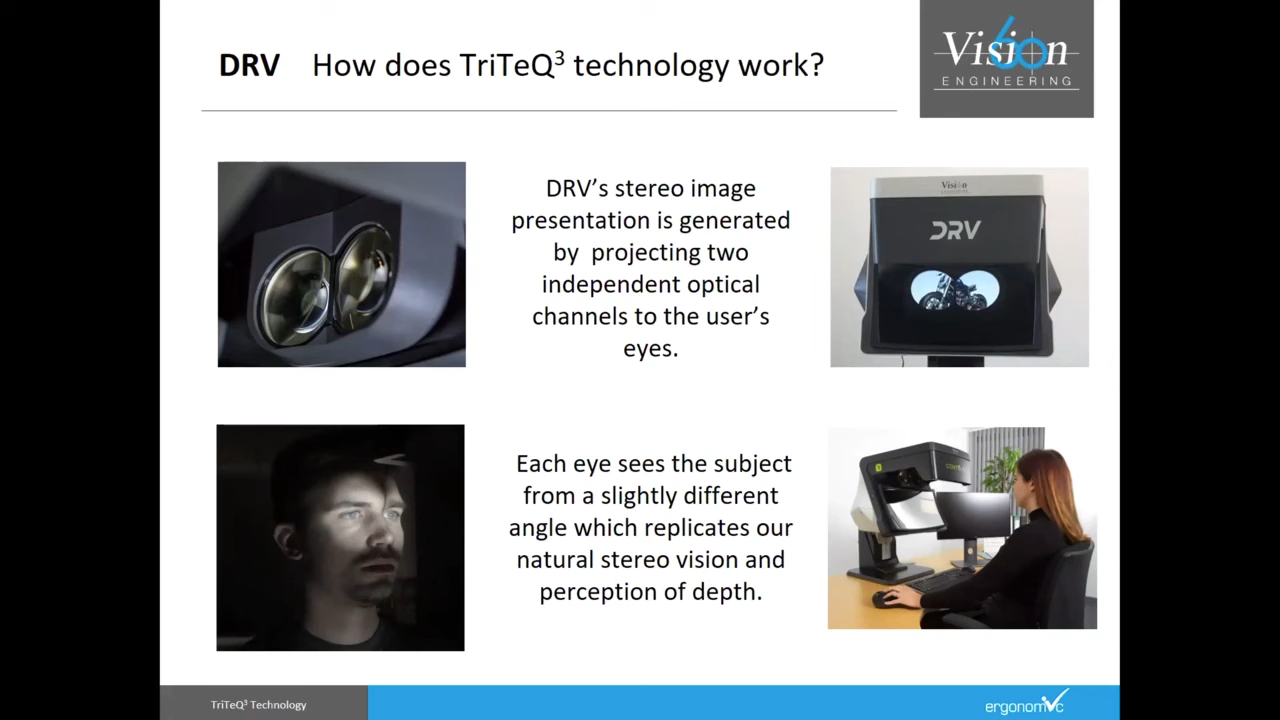 DRV How does TriTeQ³ technology work?
Vision
60
ENGINEERING
DRV’s stereo image
presentation is generated
by projecting two
independent optical
channels to the user’s
eyes.
Vision
DRV
Each eye sees the subject
from a slightly different
angle which replicates our
natural stereo vision and
perception of depth.
TriTeQ³ Technology
ergonomic